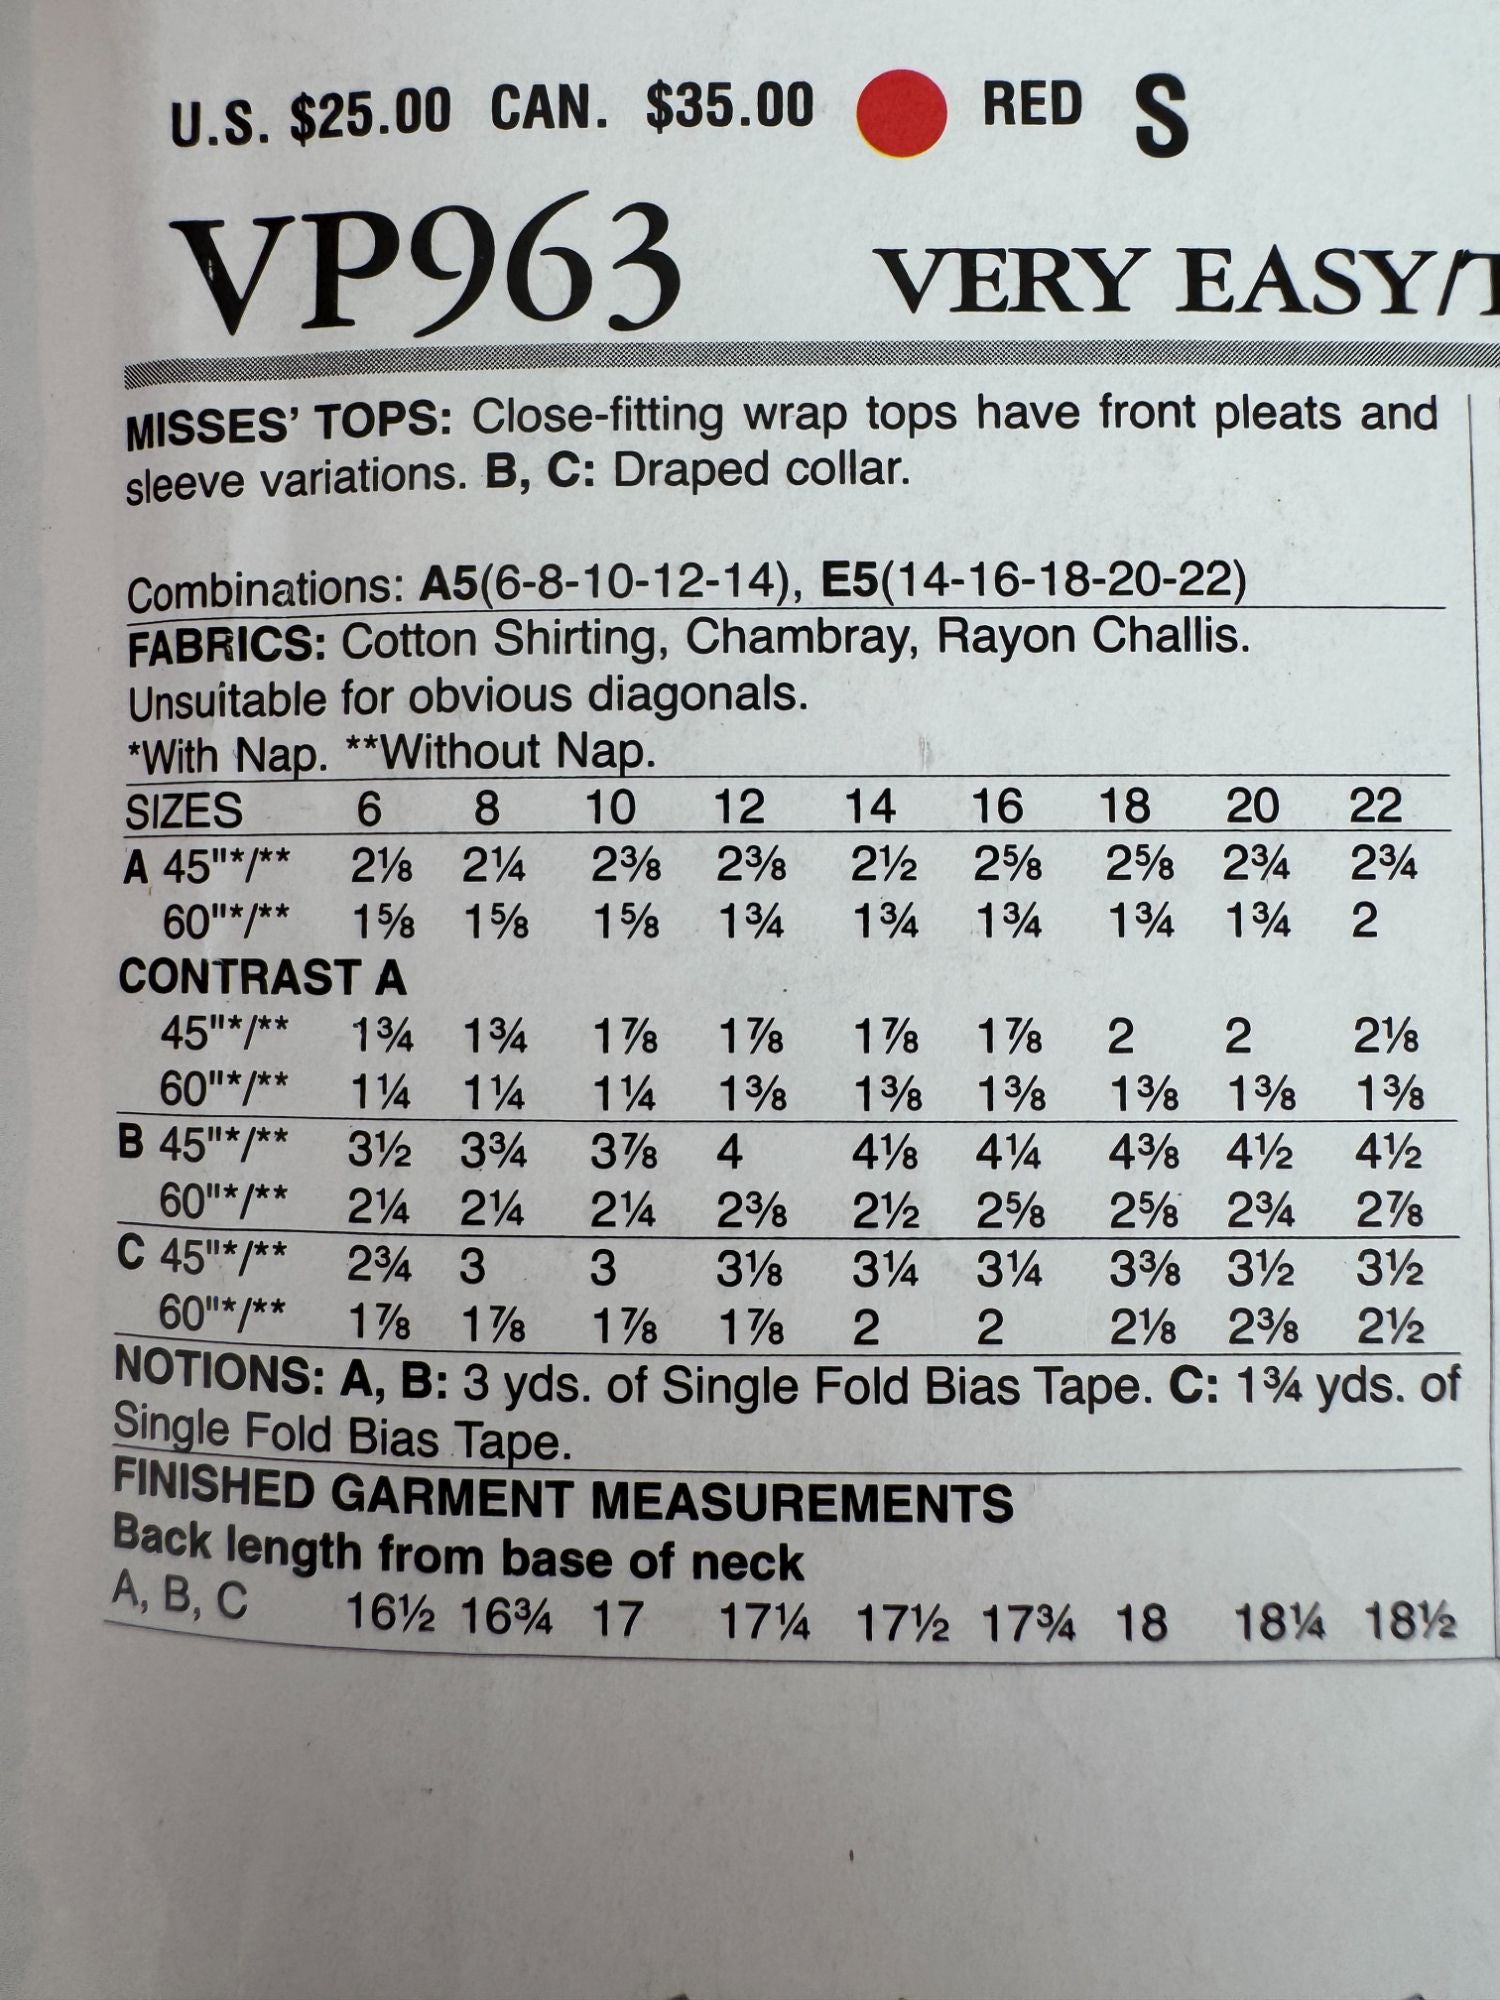 U.S. $25.00 CAN. $35.00 RED S
VP963 VERY EASY/
MISSES' TOPS: Close-fitting wrap tops have front pleats and
sleeve variations. B, C: Draped collar.
Combinations: A5(6-8-10-12-14), E5(14-16-18-20-22)
FABRICS: Cotton Shirting, Chambray, Rayon Challis.
Unsuitable for obvious diagonals.
*With Nap. **Without Nap.
SIZES 6 8 10 12 14 16 18 20 22
A 45"*/** 2⅛ 2¼ 2⅜ 2⅜ 2½ 2⅝ 2⅝ 2¾ 2¾
60"*/** 1⅝ 1⅝ 1⅝ 1¾ 1¾ 1¾ 1¾ 1¾ 2
CONTRAST A
45"*/** 1¾ 1¾ 1⅞ 1⅞ 1⅞ 1⅞ 2 2 2⅛
60"*/** 1¼ 1¼ 1¼ 1⅜ 1⅜ 1⅜ 1⅜ 1⅜ 1⅜
B 45"*/** 3½ 3¾ 3⅞ 4 4⅛ 4¼ 4⅜ 4½ 4½
60"*/** 2¼ 2¼ 2¼ 2⅜ 2½ 2⅝ 2⅝ 2¾ 2⅞
C 45"*/** 2¾ 3 3 3⅛ 3¼ 3¼ 3⅜ 3½ 3½
60"*/** 1⅞ 1⅞ 1⅞ 1⅞ 2 2 2⅛ 2⅜ 2½
NOTIONS: A, B: 3 yds. of Single Fold Bias Tape. C: 1¾ yds. of
Single Fold Bias Tape.
FINISHED GARMENT MEASUREMENTS
Back length from base of neck
A, B, C 16½ 16¾ 17 17¼ 17½ 17¾ 18 18¼ 18½